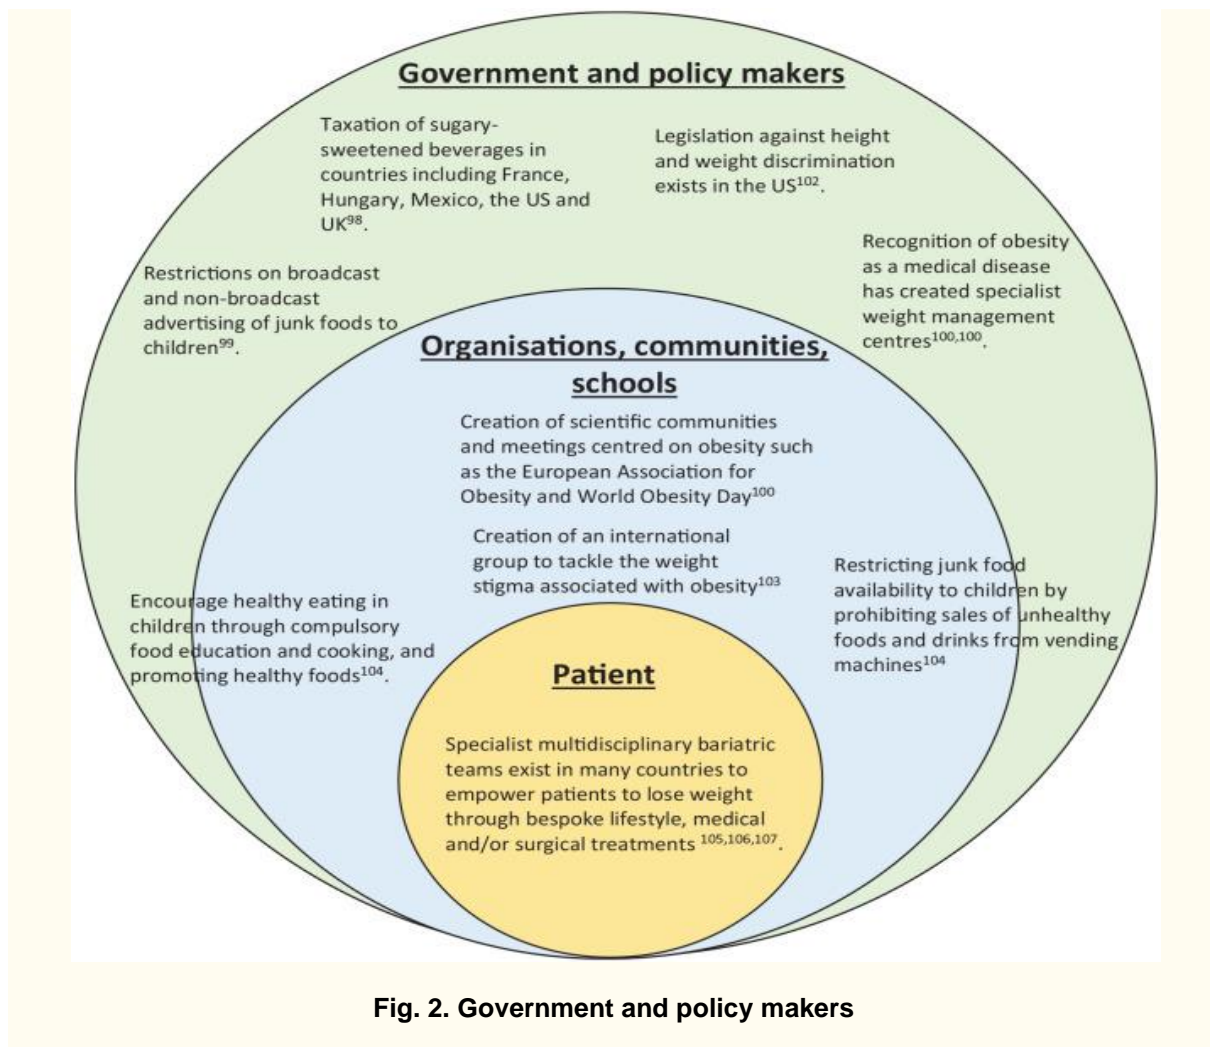 Government and policy makers
Taxation of sugary-
sweetened beverages in
countries including France,
Hungary, Mexico, the US and
UK98.
Legislation against height
and weight discrimination
exists in the US102.
Recognition of obesity
as a medical disease
has created specialist
weight management
centres100,100.
Restrictions on broadcast
and non-broadcast
advertising of junk foods to
children99.
Organisations, communities,
schools
Creation of scientific communities
and meetings centred on obesity such
as the European Association for
Obesity and World Obesity Day100
Creation of an international
group to tackle the weight
stigma associated with obesity103
Restricting junk food
availability to children by
prohibiting sales of unhealthy
foods and drinks from vending
machines104
Encourage healthy eating in
children through compulsory
food education and cooking, and
promoting healthy foods104.
Patient
Specialist multidisciplinary bariatric
teams exist in many countries to
empower patients to lose weight
through bespoke lifestyle, medical
and/or surgical treatments 105,106,107.
Fig. 2. Government and policy makers